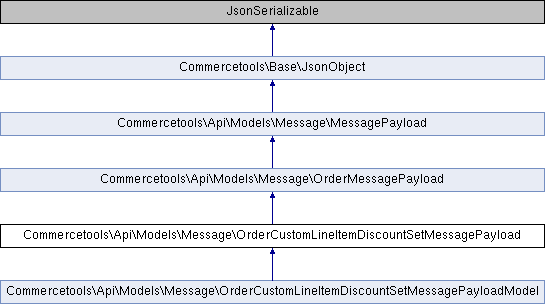 JsonSerializable
Commercetools\Base\JsonObject
Commercetools\Api\Models\Message\MessagePayload
Commercetools\Api\Models\Message\OrderMessagePayload
Commercetools\Api\Models\Message\OrderCustomLineItemDiscountSetMessagePayload
Commercetools\Api\Models\Message\OrderCustomLineItemDiscountSetMessagePayloadModel